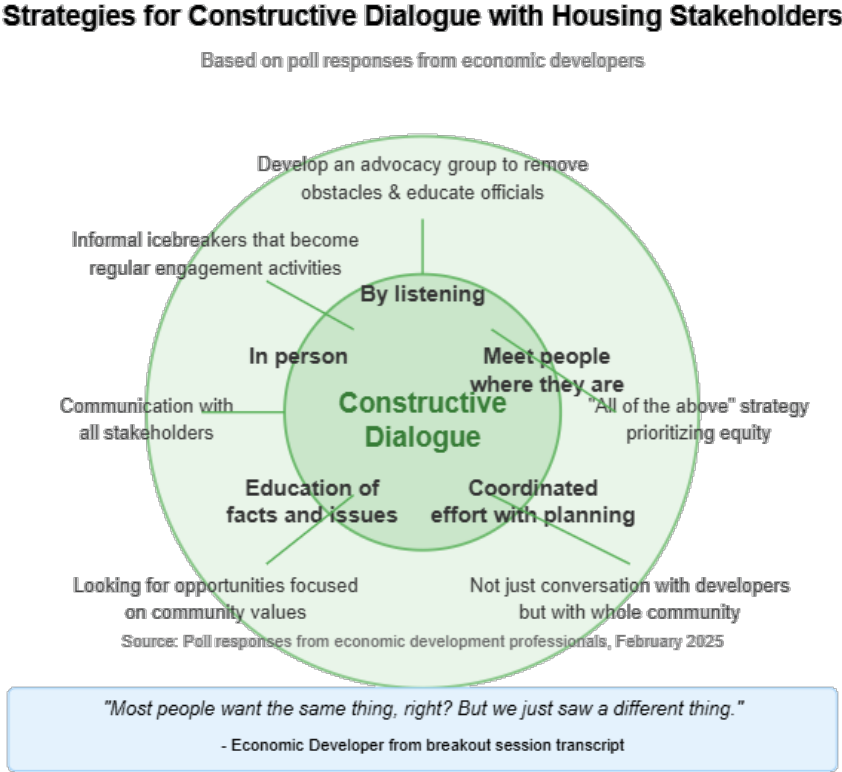 Strategies for Constructive Dialogue with Housing Stakeholders
Based on poll responses from economic developers
Develop an advocacy group to remove
obstacles & educate officials
Informal icebreakers that become
regular engagement activities
By listening
In person
Meet people
where they are
Communication with
all stakeholders
Constructive
Dialogue
"All of the above" strategy
prioritizing equity
Education of
facts and issues
Coordinated
effort with planning
Looking for opportunities focused
on community values
Not just conversation with developers
but with whole community
Source: Poll responses from economic development professionals, February 2025
"Most people want the same thing, right? But we just saw a different thing."
- Economic Developer from breakout session transcript